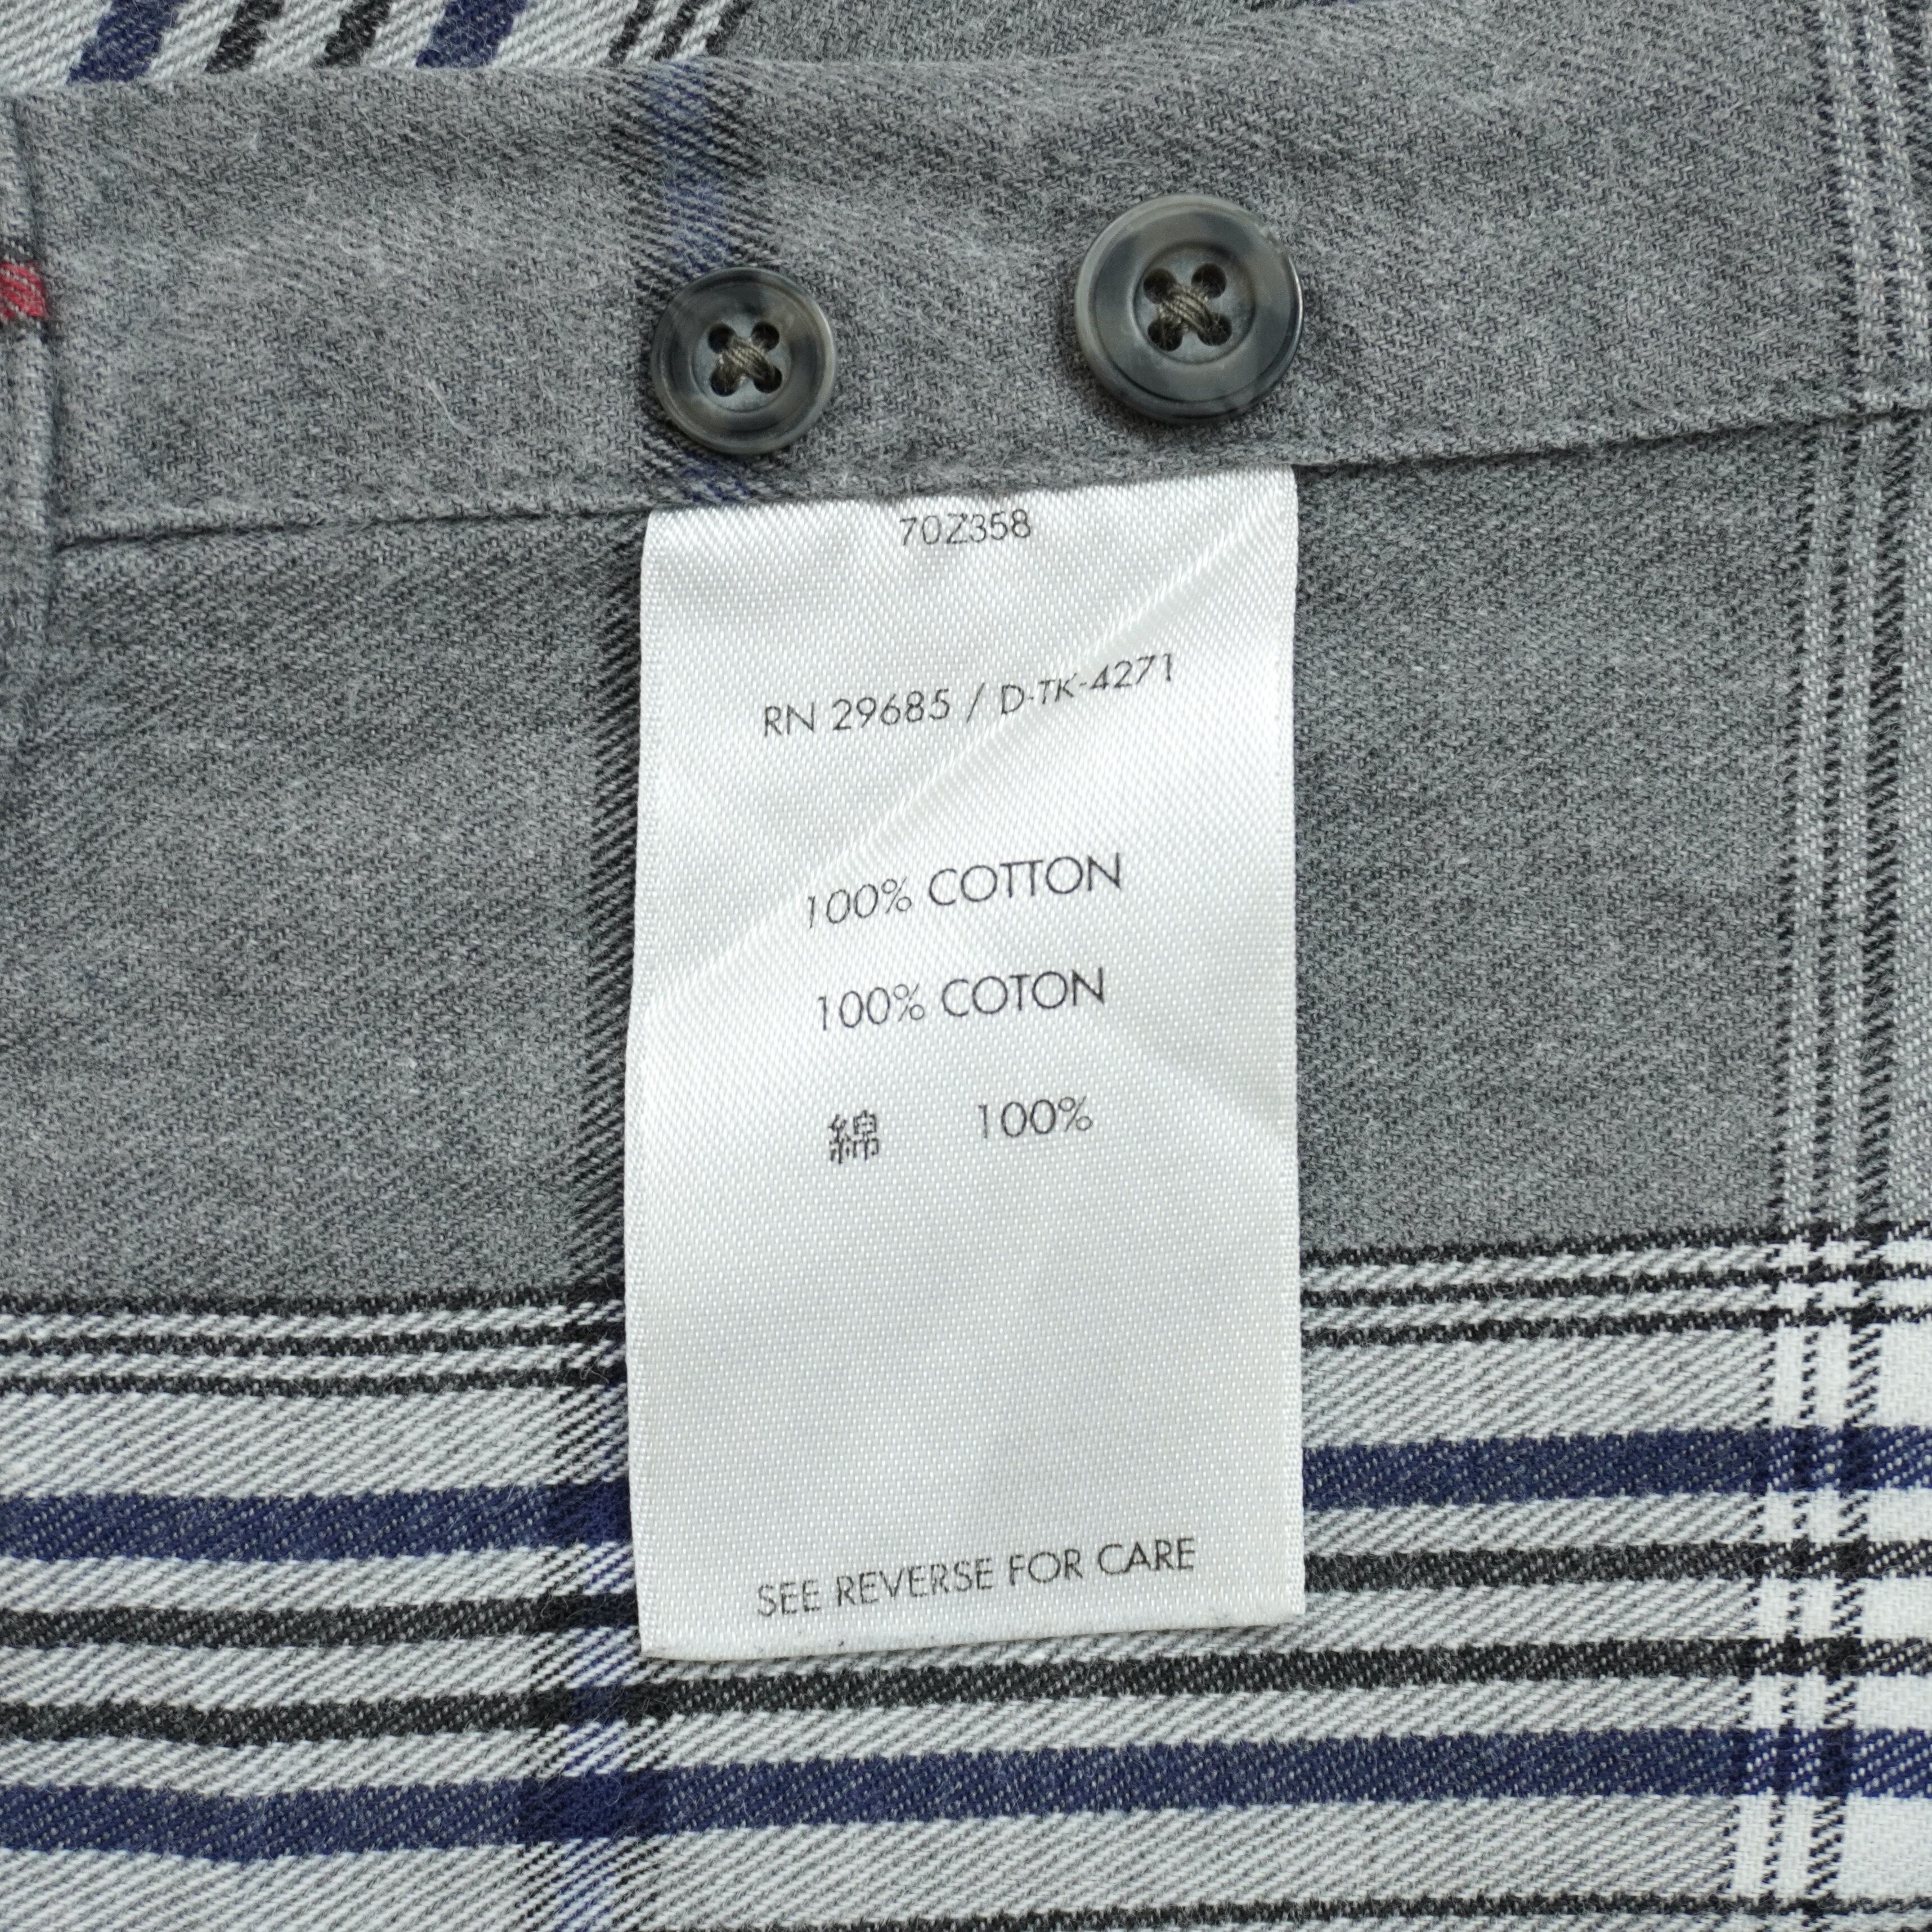 70Z358
RN 29685 / D-TK-4271
100% COTTON
100% COTON
綿 100%
SEE REVERSE FOR CARE